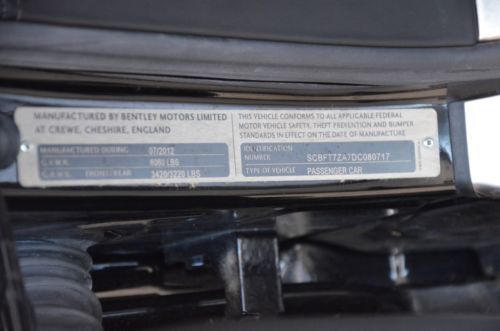 MANUFACTURED BY BENTLEY MOTORS LIMITED
AT CREWE, CHESHIRE, ENGLAND
MANUFACTURED DURING 07/2012
G.V.W.R. 6060 LBS
G.A.W.R. FRONT/REAR 3420/3220 LBS
THIS VEHICLE CONFORMS TO ALL APPLICABLE FEDERAL
MOTOR VEHICLE SAFETY, THEFT PREVENTION AND BUMPER
STANDARDS IN EFFECT ON THE DATE OF MANUFACTURE
IDENTIFICATION
NUMBER SCBFT7ZA7DC080717
TYPE OF VEHICLE PASSENGER CAR